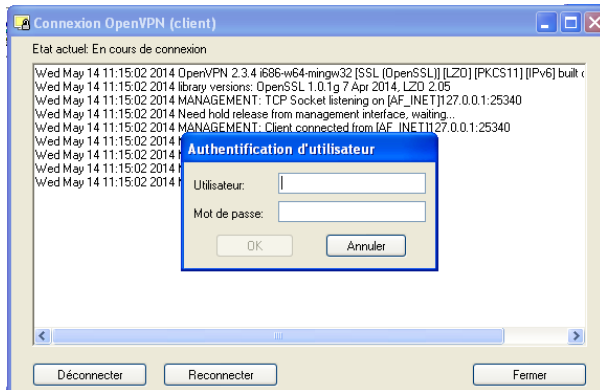 Connexion OpenVPN (client)
Etat actuel: En cours de connexion
Wed May 14 11:15:02 2014 OpenVPN 2.3.4 i686-w64-mingw32 [SSL (OpenSSL)] [LZO] [PKCS11] [IPv6] built
Wed May 14 11:15:02 2014 library versions: OpenSSL 1.0.1g 7 Apr 2014, LZO 2.05
Wed May 14 11:15:02 2014 MANAGEMENT: TCP Socket listening on [AF_INET]127.0.0.1:25340
Wed May 14 11:15:02 2014 Need hold release from management interface, waiting...
Wed May 14 11:15:02 2014 MANAGEMENT: Client connected from [AF_INET]127.0.0.1:25340
Wed May 14 11:15:02 2014
Wed May 14 11:15:02 2014
Wed May 14 11:15:02 2014
Wed May 14 11:15:02 2014
Authentification d'utilisateur
Utilisateur:
Mot de passe:
OK Annuler
Déconnecter Reconnecter Fermer